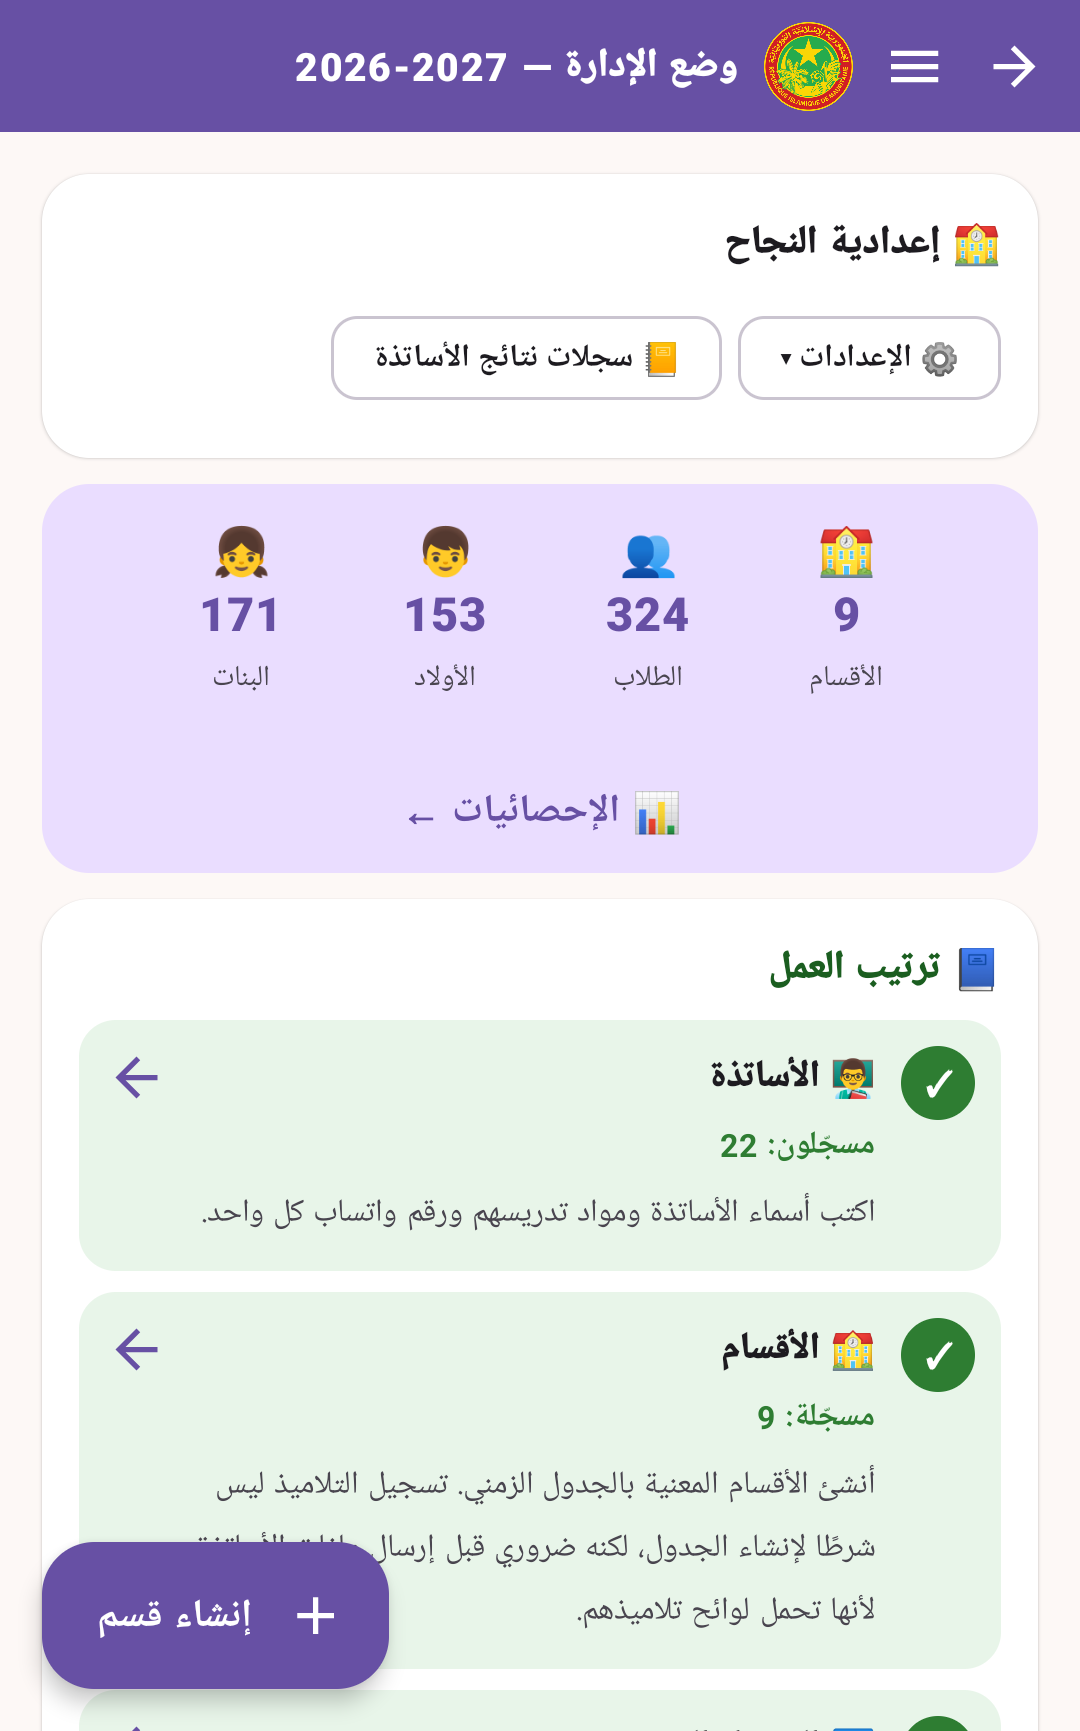 وضع الإدارة — 2027-2026
إعدادية النجاح
الإعدادات ▾
سجلات نتائج الأساتذة
9
324
153
171
الأقسام
الطلاب
الأولاد
البنات
الإحصائيات ←
ترتيب العمل
الأساتذة
مسجّلون: 22
اكتب أسماء الأساتذة ومواد تدريسهم ورقم واتساب كل واحد.
الأقسام
مسجّلة: 9
أنشئ الأقسام المعنية بالجدول الزمني. تسجيل التلاميذ ليس
شرطًا لإنشاء الجدول، لكنه ضروري قبل إرسال
لأنها تحمل لوائح تلاميذهم.
إنشاء قسم